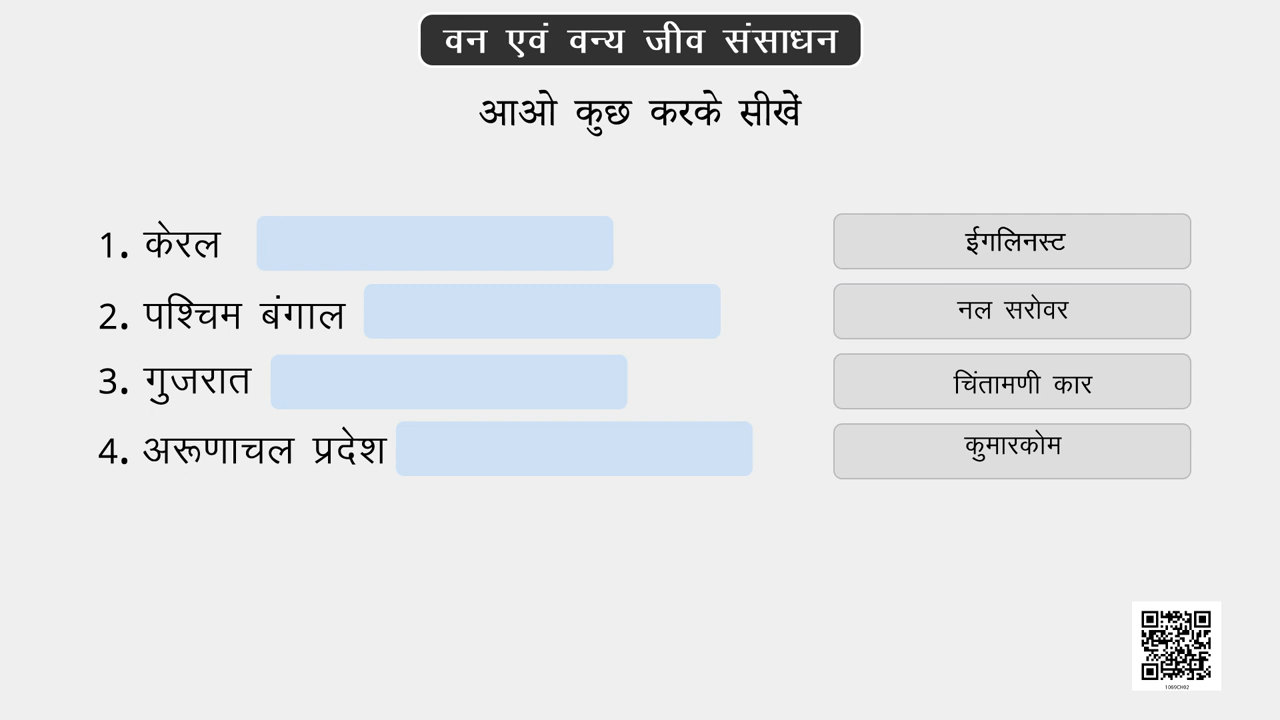 वन एवं वन्य जीव संसाधन
आओ कुछ करके सीखें
1. केरल
ईगलिनस्ट
2. पश्चिम बंगाल
नल सरोवर
3. गुजरात
चिंतामणी कार
4. अरूणाचल प्रदेश
कुमारकोम
1069CH02